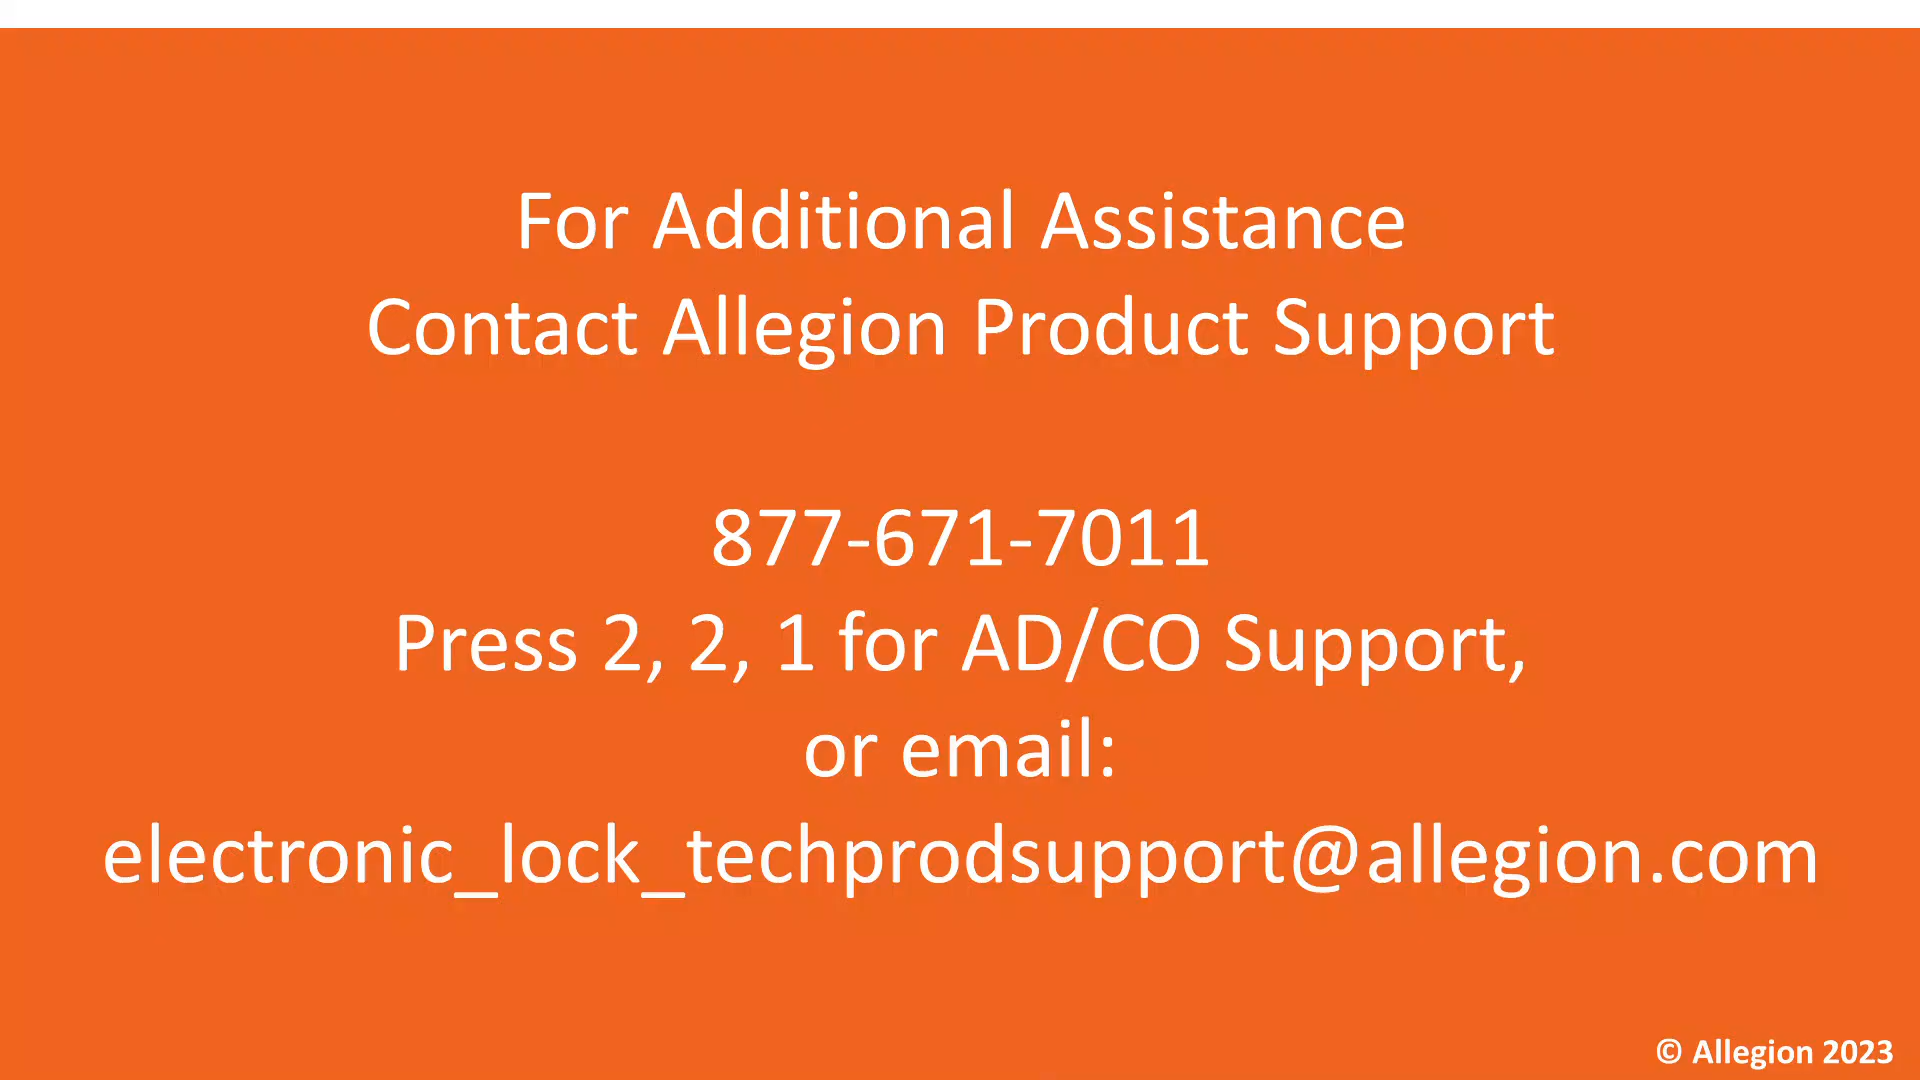 For Additional Assistance
Contact Allegion Product Support
877-671-7011
Press 2, 2, 1 for AD/CO Support,
or email:
electronic_lock_techprodsupport@allegion.com
© Allegion 2023